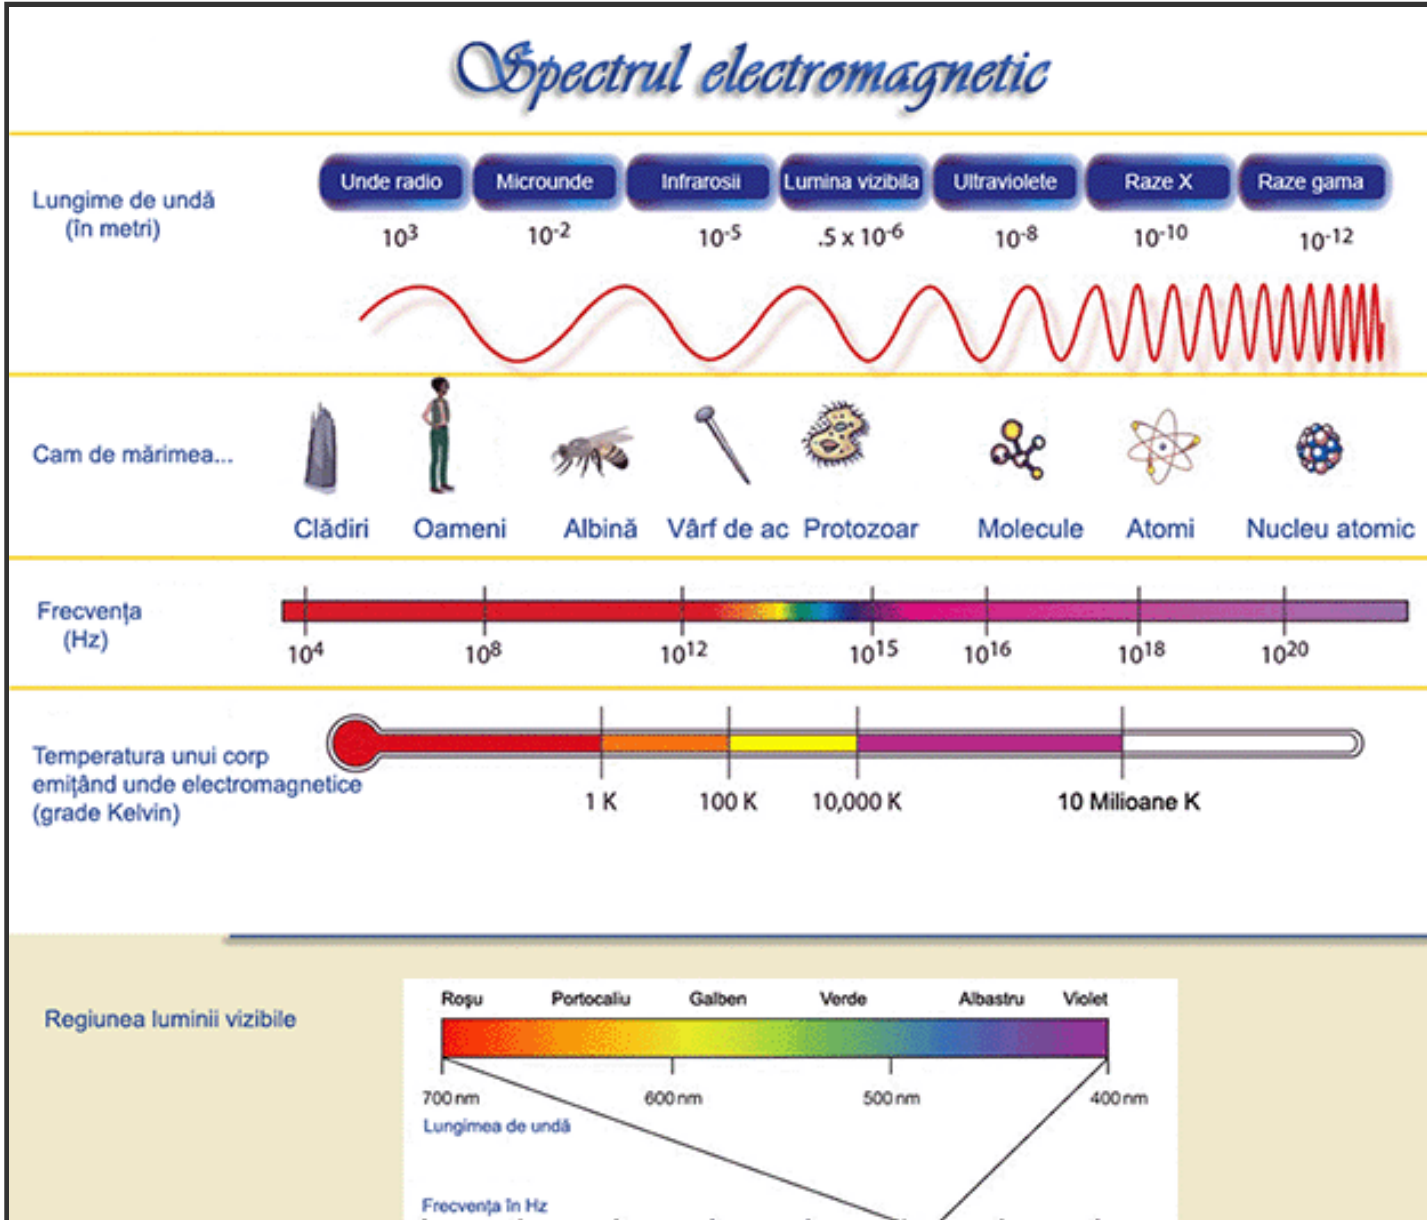 Spectrul electromagnetic
Unde radio Microunde Infrarosii Lumina vizibila Ultraviolete Raze X Raze gama
Lungime de undă
(în metri)
10³ 10⁻² 10⁻⁵ .5 x 10⁻⁶ 10⁻⁸ 10⁻¹⁰ 10⁻¹²
Cam de mărimea...
Clădiri Oameni Albină Vârf de ac Protozoar Molecule Atomi Nucleu atomic
Frecvența
(Hz)
10⁴ 10⁸ 10¹² 10¹⁵ 10¹⁶ 10¹⁸ 10²⁰
Temperatura unui corp
emițând unde electromagnetice
(grade Kelvin)
1 K 100 K 10,000 K 10 Milioane K
Regiunea luminii vizibile
Roşu Portocaliu Galben Verde Albastru Violet
700 nm 600 nm 500 nm 400 nm
Lungimea de undă
Frecvența în Hz